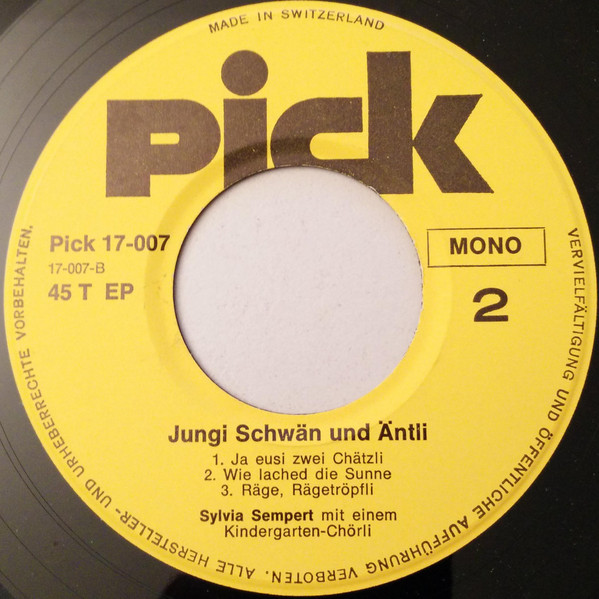 MADE IN SWITZERLAND
pick
Pick 17-007
17-007-B
45 T EP
MONO
2
Jungi Schwän und Äntli
1. Ja eusi zwei Chätzli
2. Wie lached die Sunne
3. Räge, Rägetröpfli
Sylvia Sempert mit einem
Kindergarten-Chörli
ALLE HERSTELLER- UND URHEBERRECHTE VORBEHALTEN.
VERVIELFÄLTIGUNG UND ÖFFENTLICHE AUFFÜHRUNG VERBOTEN.